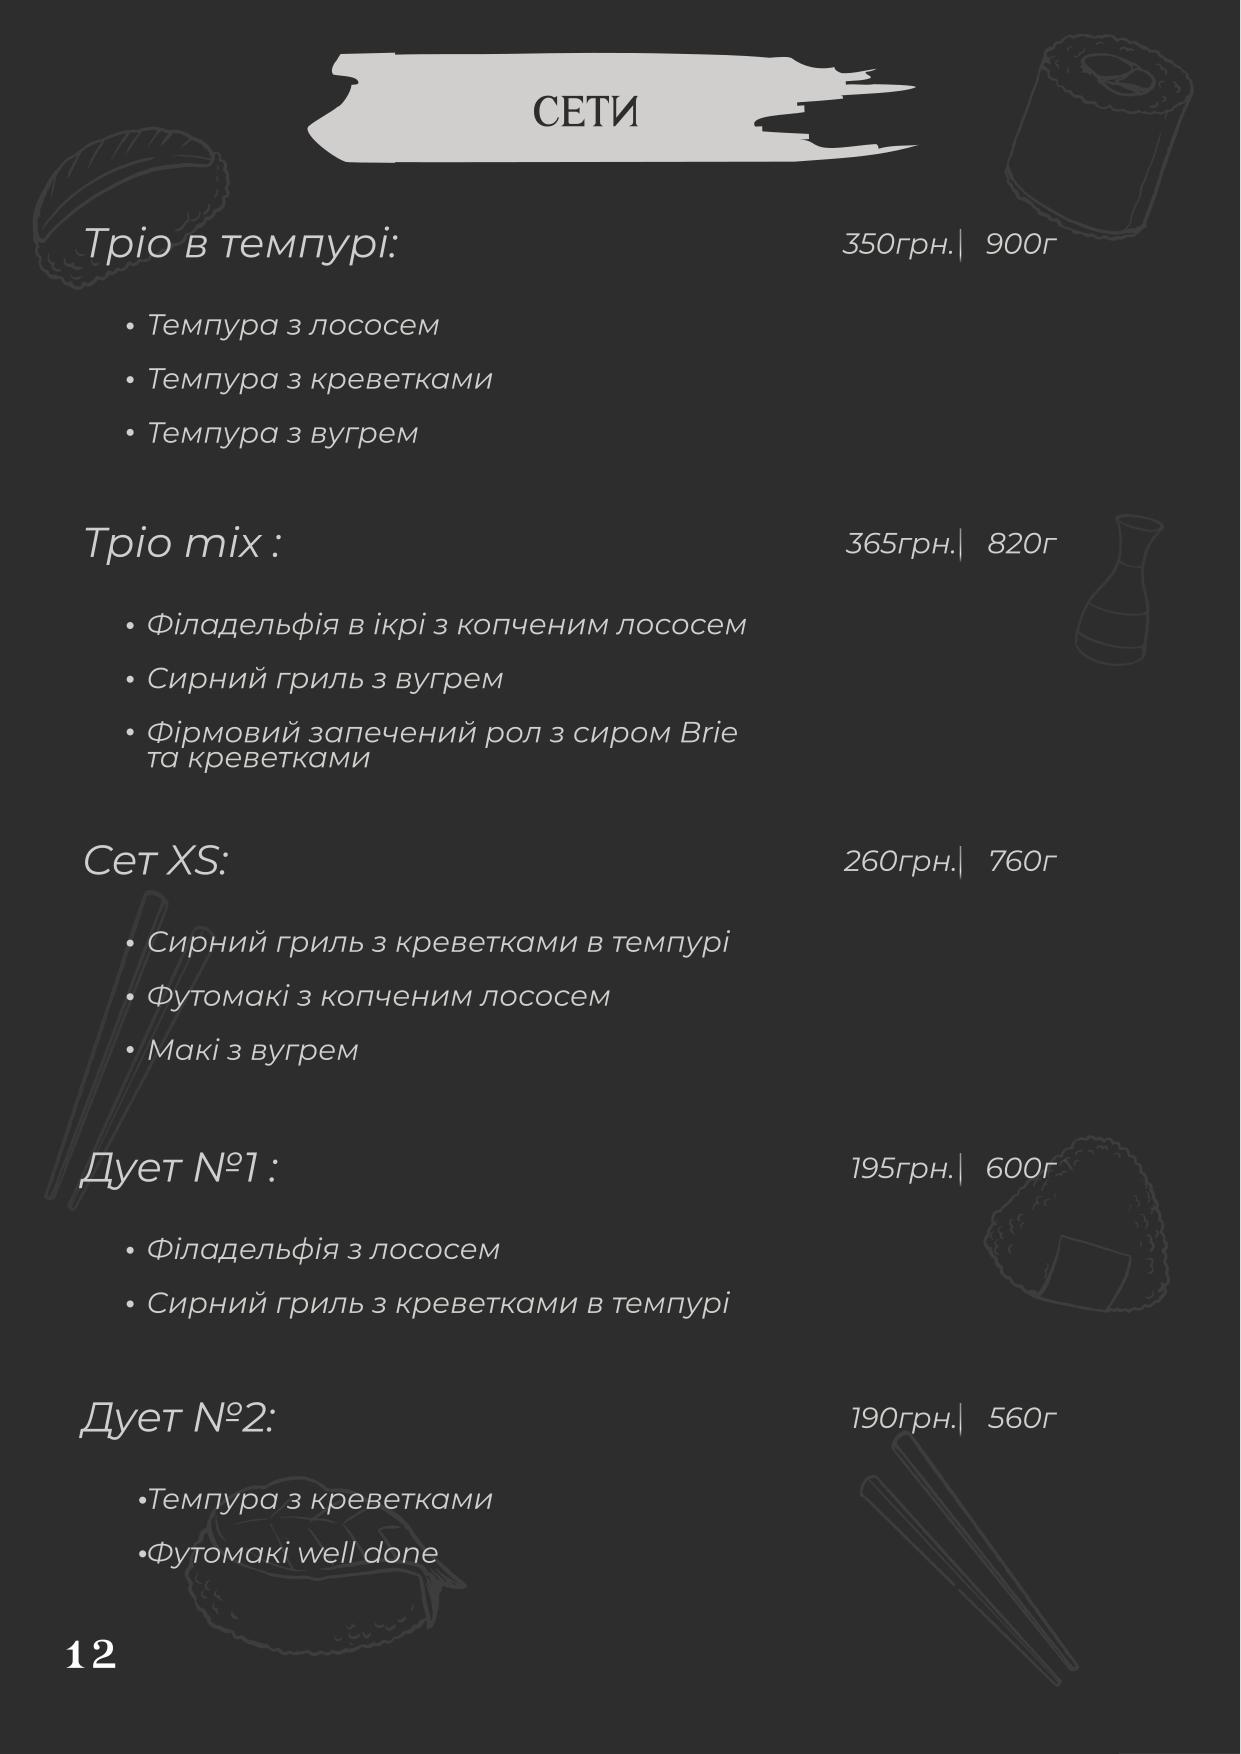 СЕТИ
Тріо в темпурі: 350грн. | 900г
• Темпура з лососем
• Темпура з креветками
• Темпура з вугрем
Тріо mix : 365грн. | 820г
• Філадельфія в ікрі з копченим лососем
• Сирний гриль з вугрем
• Фірмовий запечений рол з сиром Brie
та креветками
Сет XS: 260грн. | 760г
• Сирний гриль з креветками в темпурі
• Футомакі з копченим лососем
• Макі з вугрем
Дует №1 : 195грн. | 600г
• Філадельфія з лососем
• Сирний гриль з креветками в темпурі
Дует №2: 190грн. | 560г
•Темпура з креветками
•Футомакі well done
12